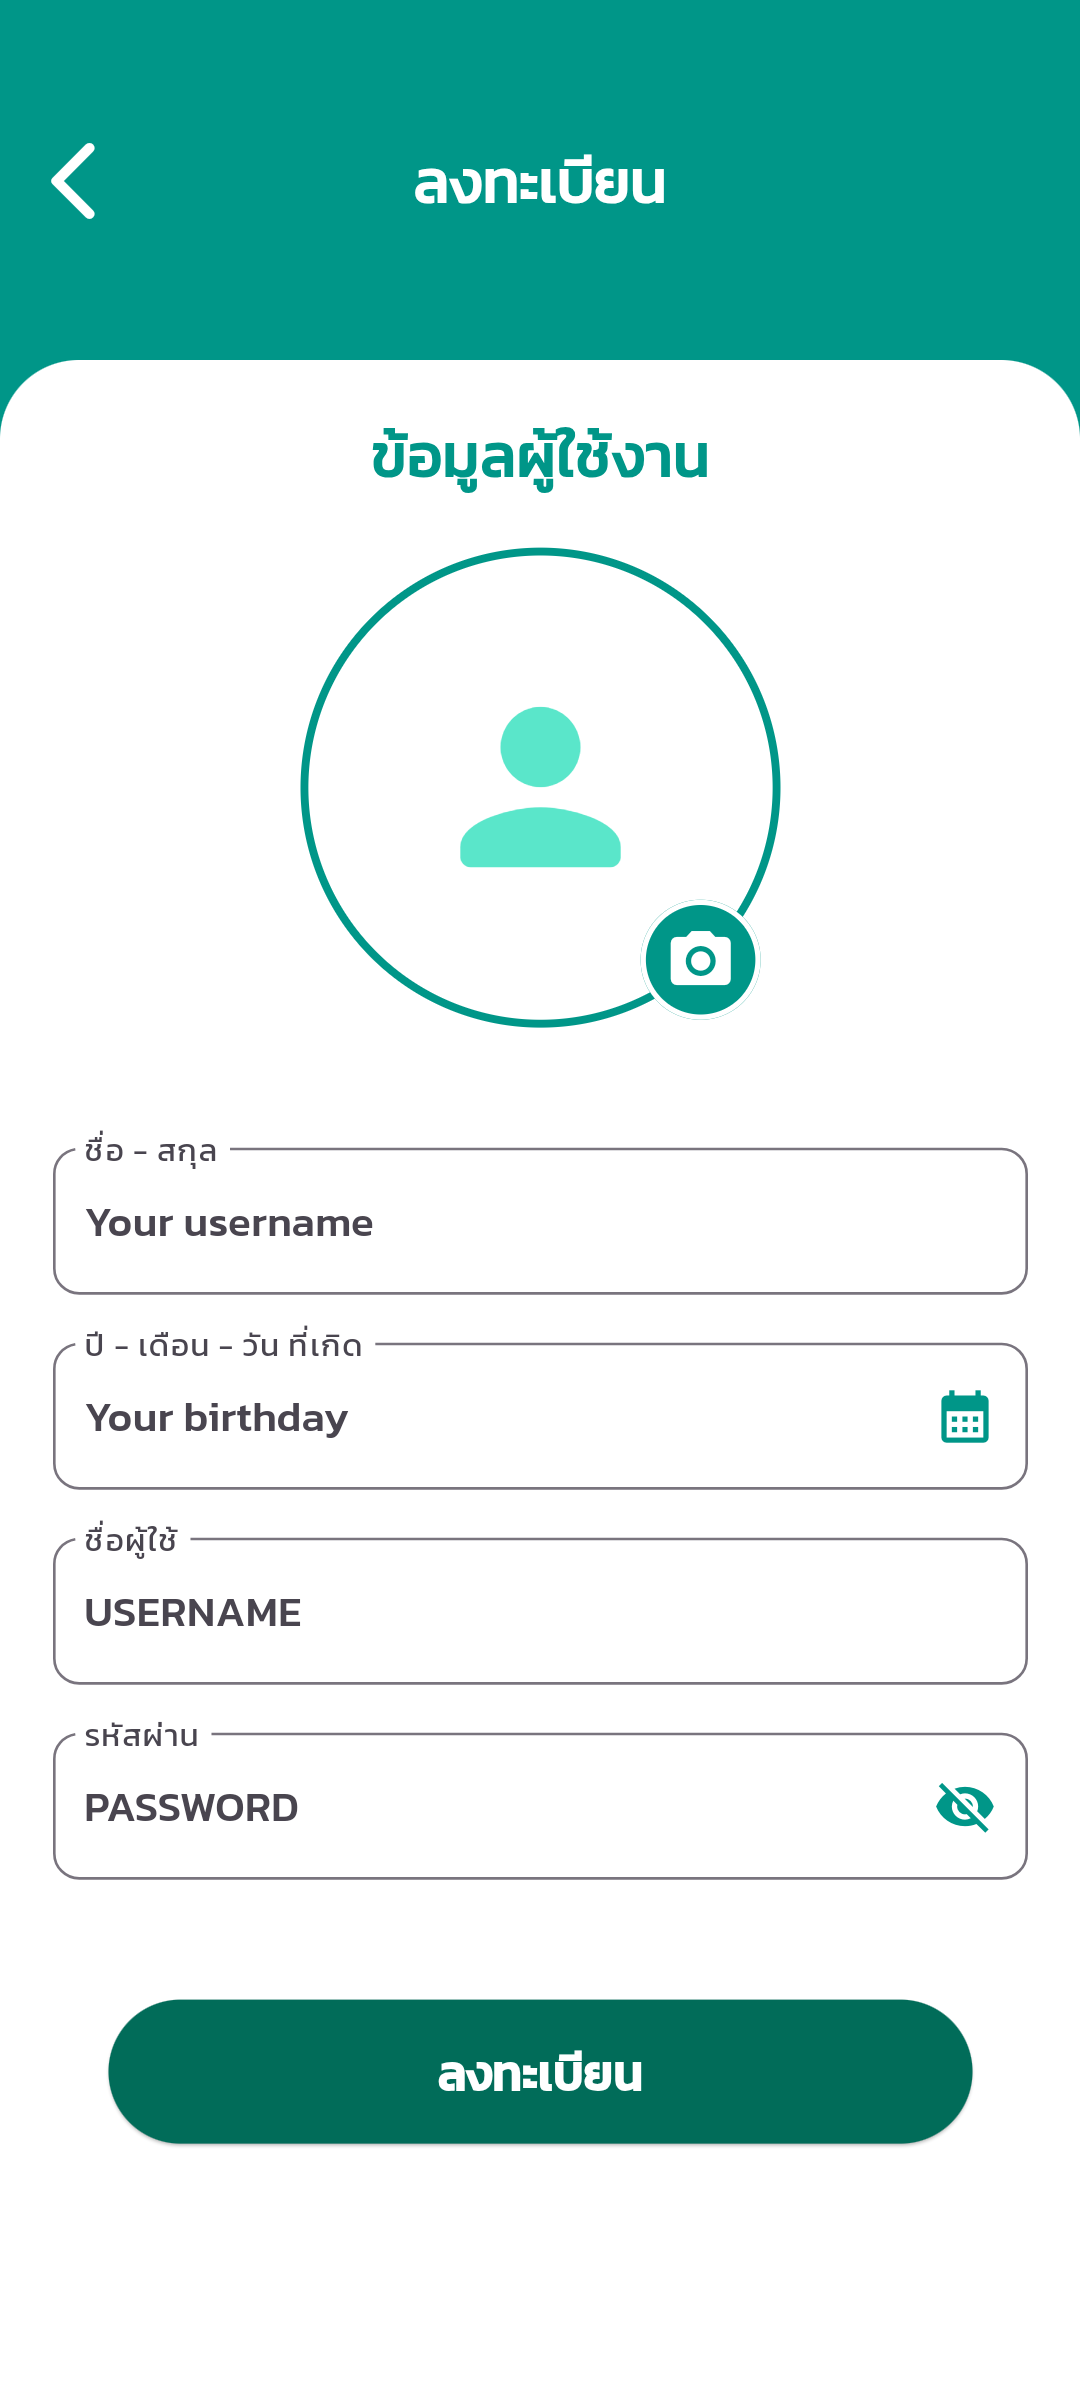 ลงทะเบียน
ข้อมูลผู้ใช้งาน
ชื่อ - สกุล
Your username
ปี - เดือน - วัน ที่เกิด
Your birthday
ชื่อผู้ใช้
USERNAME
รหัสผ่าน
PASSWORD
ลงทะเบียน